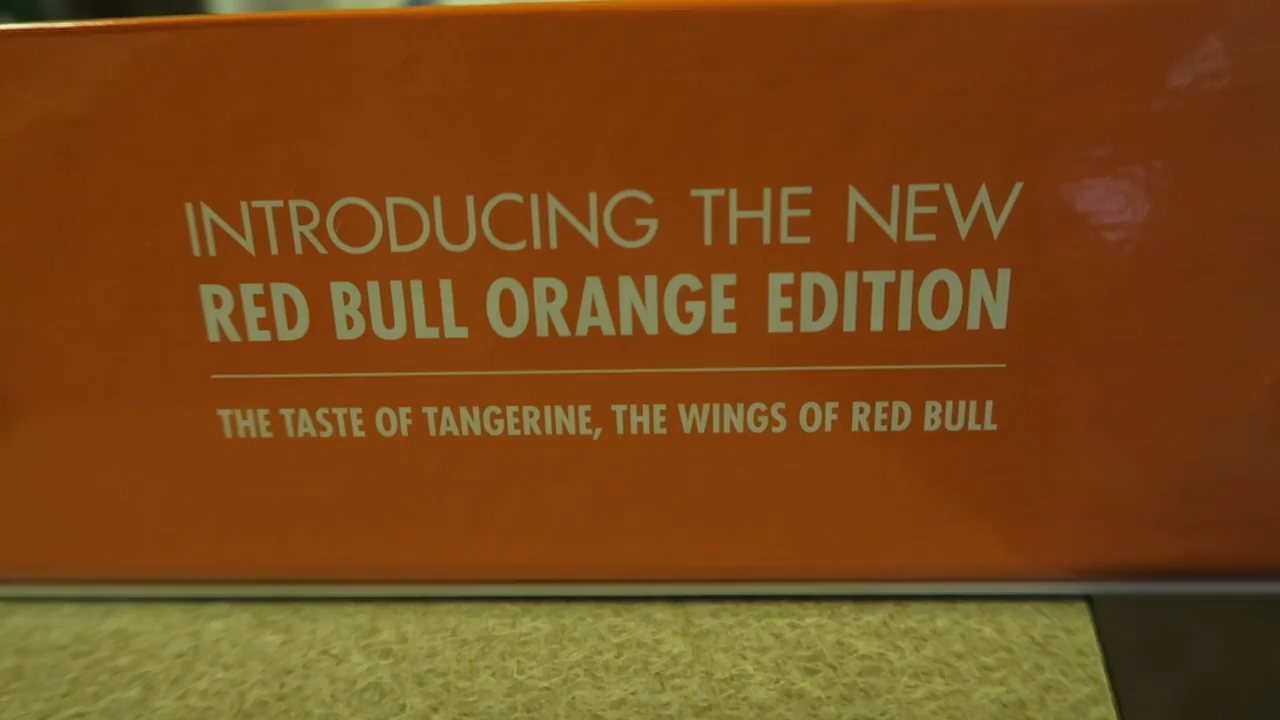 INTRODUCING THE NEW
RED BULL ORANGE EDITION
THE TASTE OF TANGERINE, THE WINGS OF RED BULL